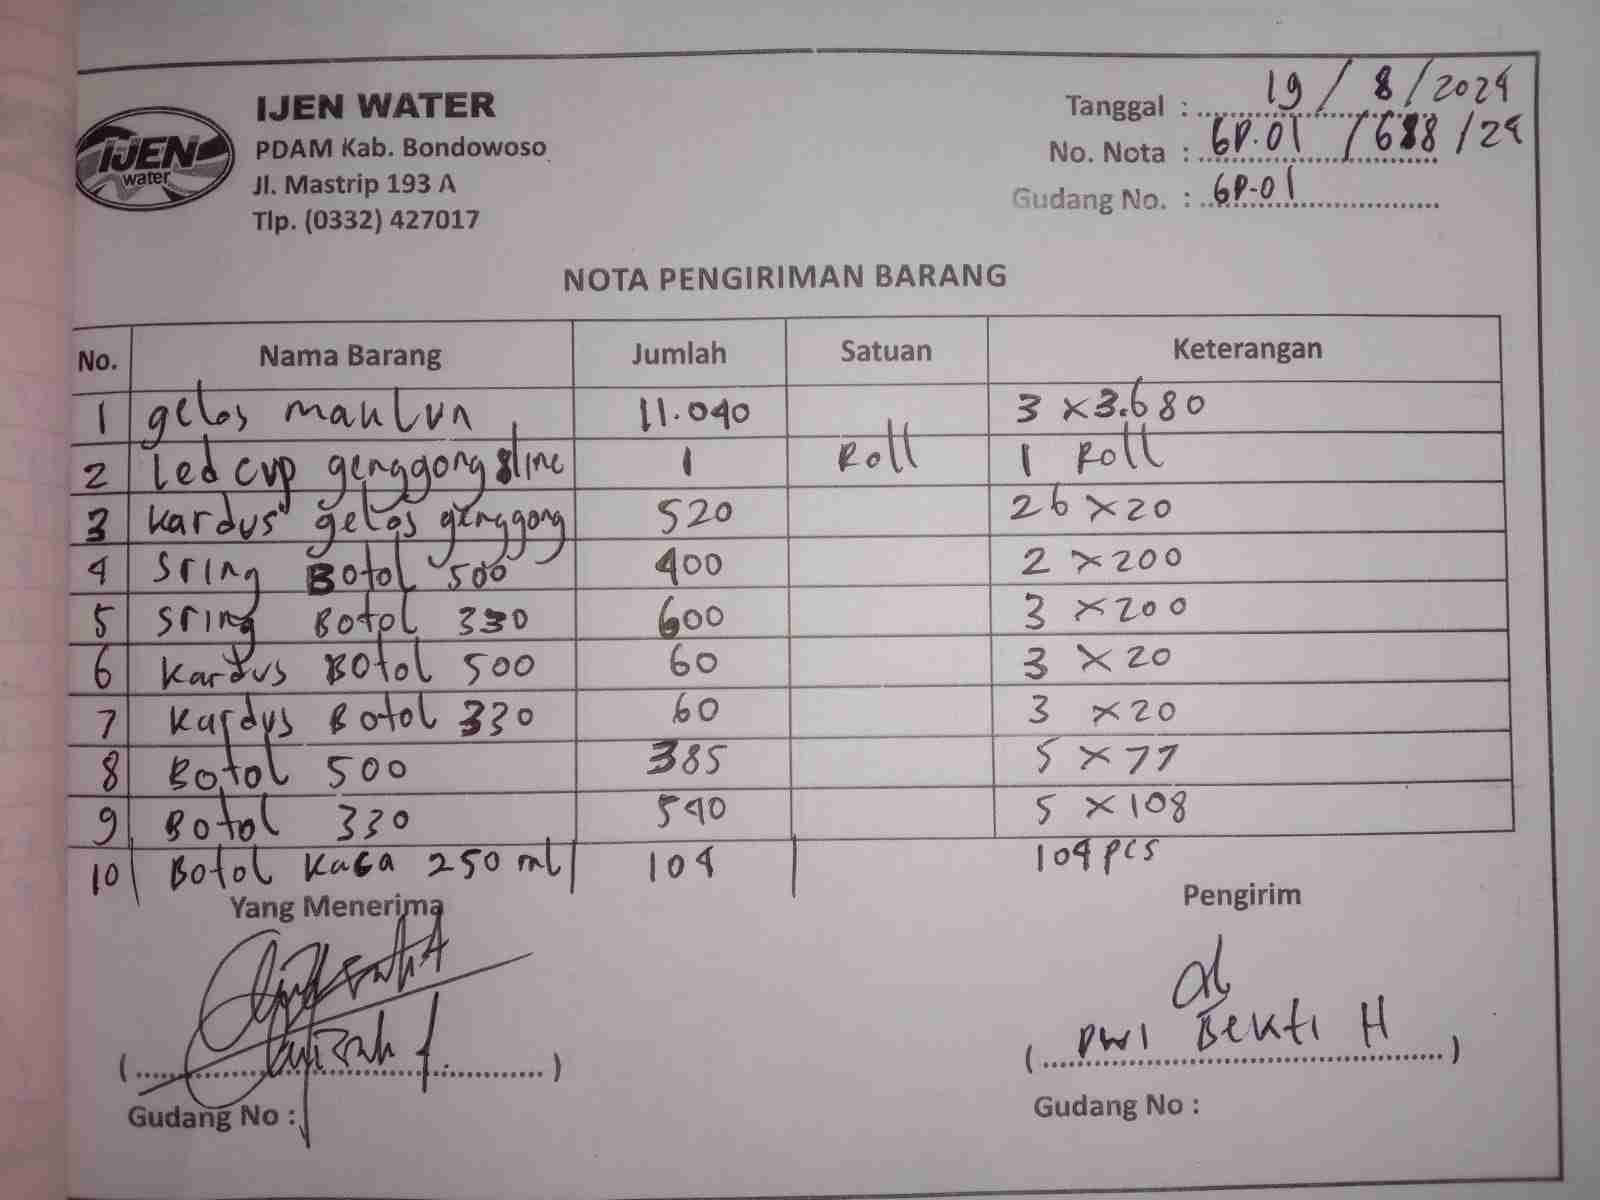 IJEN WATER
PDAM Kab. Bondowoso
Jl. Mastrip 193 A
Tlp. (0332) 427017
IJEN
water
Tanggal : 19 / 8 / 2024
No. Nota : GP.01 / 688 / 24
Gudang No. : GP-01
NOTA PENGIRIMAN BARANG
No. Nama Barang Jumlah Satuan Keterangan
1 gelas maklun 11.040 3 x 3.680
2 led cup genggong sline 1 Roll 1 Roll
3 kardus gelas genggong 520 26 x 20
4 sring Botol 500 400 2 x 200
5 sring Botol 330 600 3 x 200
6 kardus Botol 500 60 3 x 20
7 kardus Botol 330 60 3 x 20
8 Botol 500 385 5 x 77
9 Botol 330 540 5 x 108
10 Botol kaca 250 ml 104 104 pcs
Yang Menerima Pengirim
(....................) (Dwi Bekti H)
Gudang No : Gudang No :